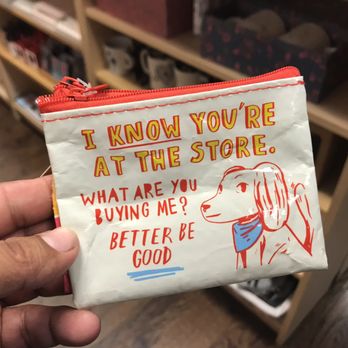 I KNOW YOU'RE
AT THE STORE.
WHAT ARE YOU
BUYING ME?
BETTER BE
GOOD